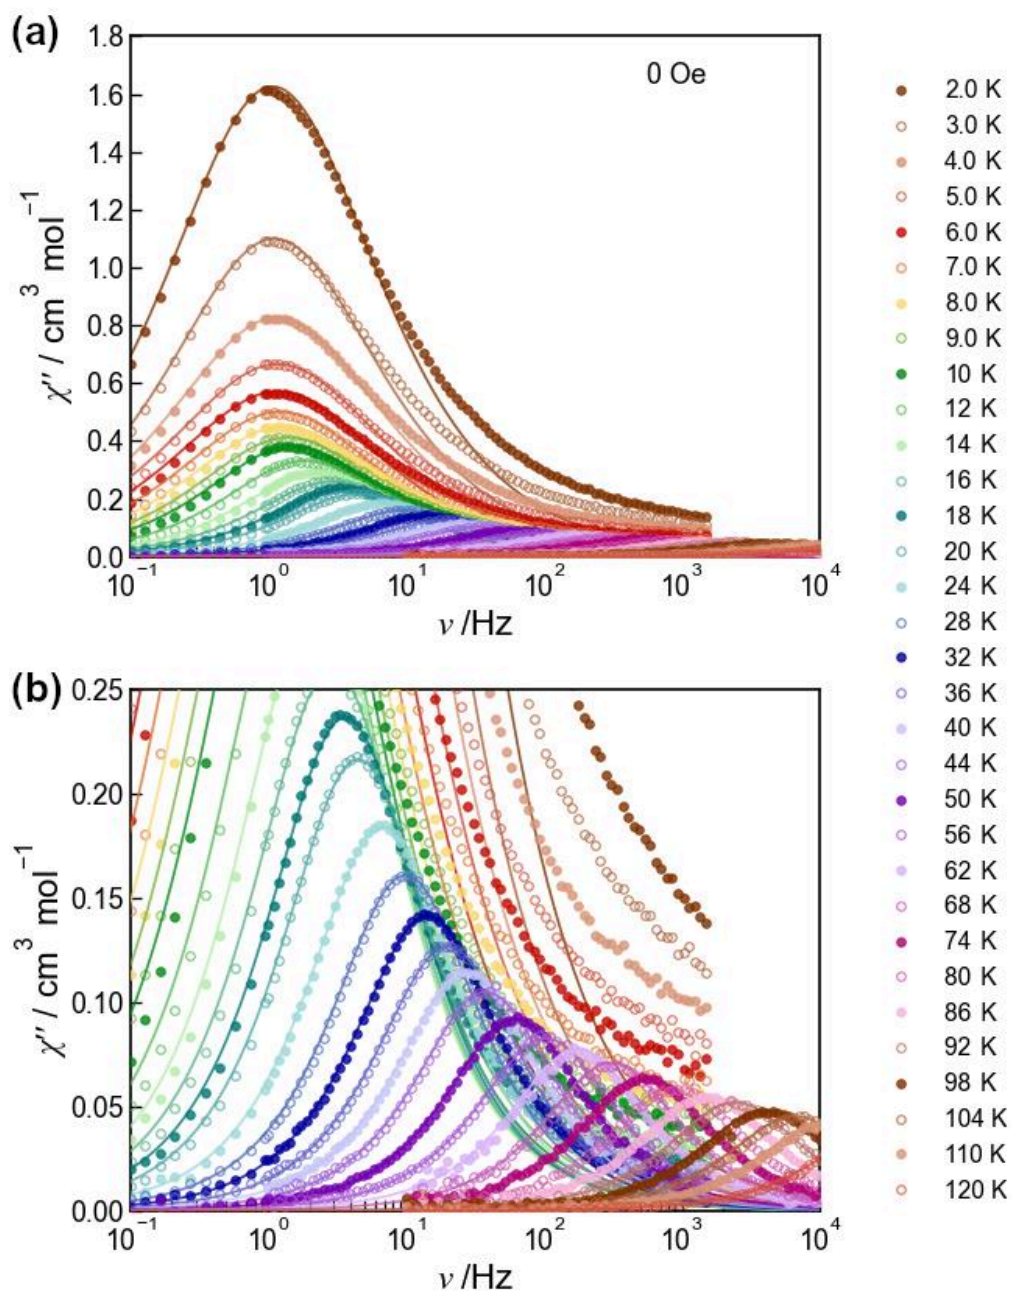 (a)
1.8
1.6
1.4
1.2
1.0
0.8
0.6
0.4
0.2
0.0
χ″ / cm³ mol⁻¹
0 Oe
10⁻¹ 10⁰ 10¹ 10² 10³ 10⁴
ν /Hz
(b)
0.25
0.20
0.15
0.10
0.05
0.00
χ″ / cm³ mol⁻¹
10⁻¹ 10⁰ 10¹ 10² 10³ 10⁴
ν /Hz
2.0 K
3.0 K
4.0 K
5.0 K
6.0 K
7.0 K
8.0 K
9.0 K
10 K
12 K
14 K
16 K
18 K
20 K
24 K
28 K
32 K
36 K
40 K
44 K
50 K
56 K
62 K
68 K
74 K
80 K
86 K
92 K
98 K
104 K
110 K
120 K